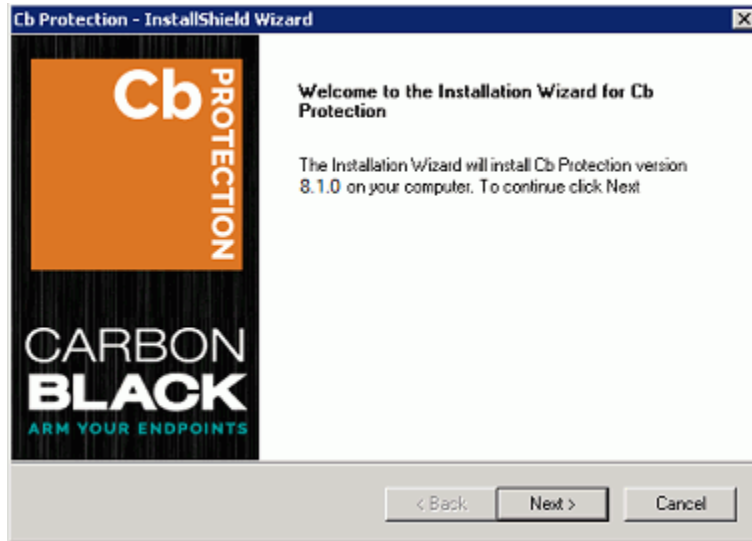 Cb Protection - InstallShield Wizard
Cb PROTECTION
CARBON
BLACK
ARM YOUR ENDPOINTS
Welcome to the Installation Wizard for Cb
Protection
The Installation Wizard will install Cb Protection version
8.1.0 on your computer. To continue click Next
< Back
Next >
Cancel